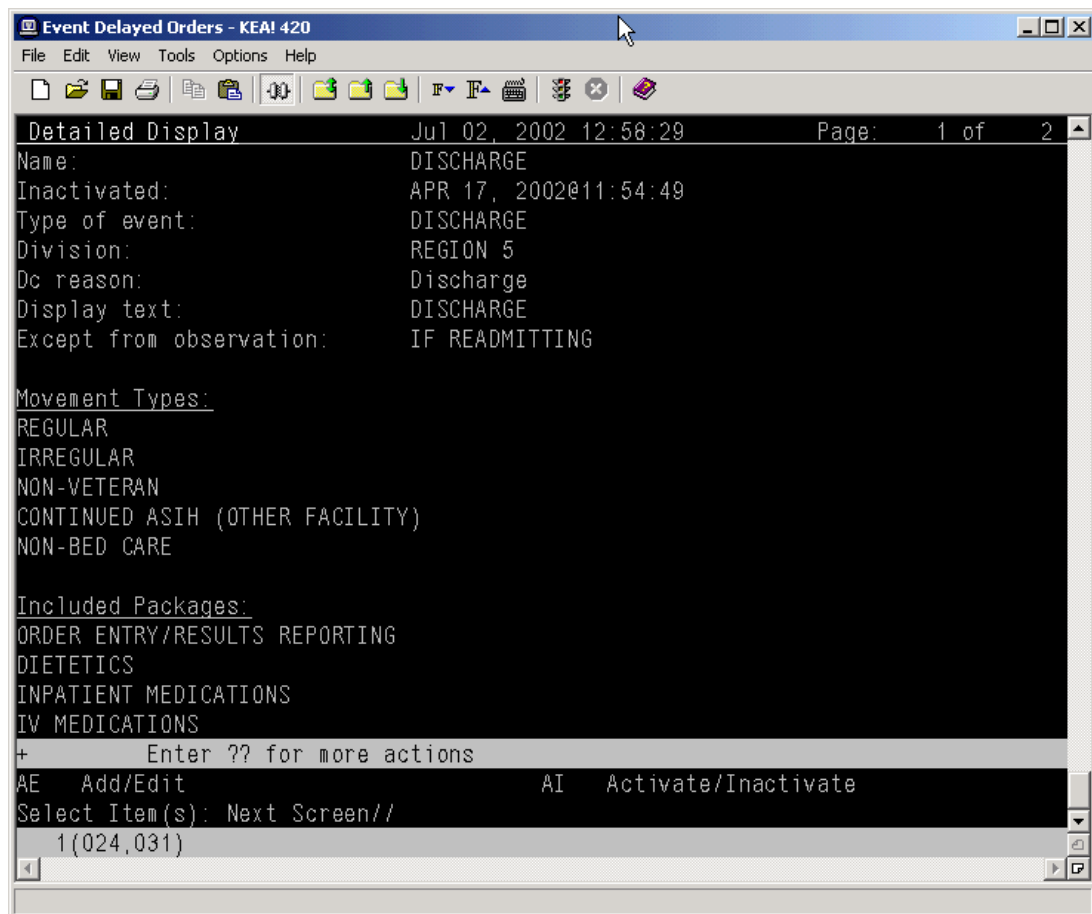 Event Delayed Orders - KEA! 420
File Edit View Tools Options Help
Detailed Display Jul 02, 2002 12:58:29 Page: 1 of 2
Name: DISCHARGE
Inactivated: APR 17, 2002@11:54:49
Type of event: DISCHARGE
Division: REGION 5
Dc reason: Discharge
Display text: DISCHARGE
Except from observation: IF READMITTING
Movement Types:
REGULAR
IRREGULAR
NON-VETERAN
CONTINUED ASIH (OTHER FACILITY)
NON-BED CARE
Included Packages:
ORDER ENTRY/RESULTS REPORTING
DIETETICS
INPATIENT MEDICATIONS
IV MEDICATIONS
+ Enter ?? for more actions
AE Add/Edit AI Activate/Inactivate
Select Item(s): Next Screen//
1(024,031)